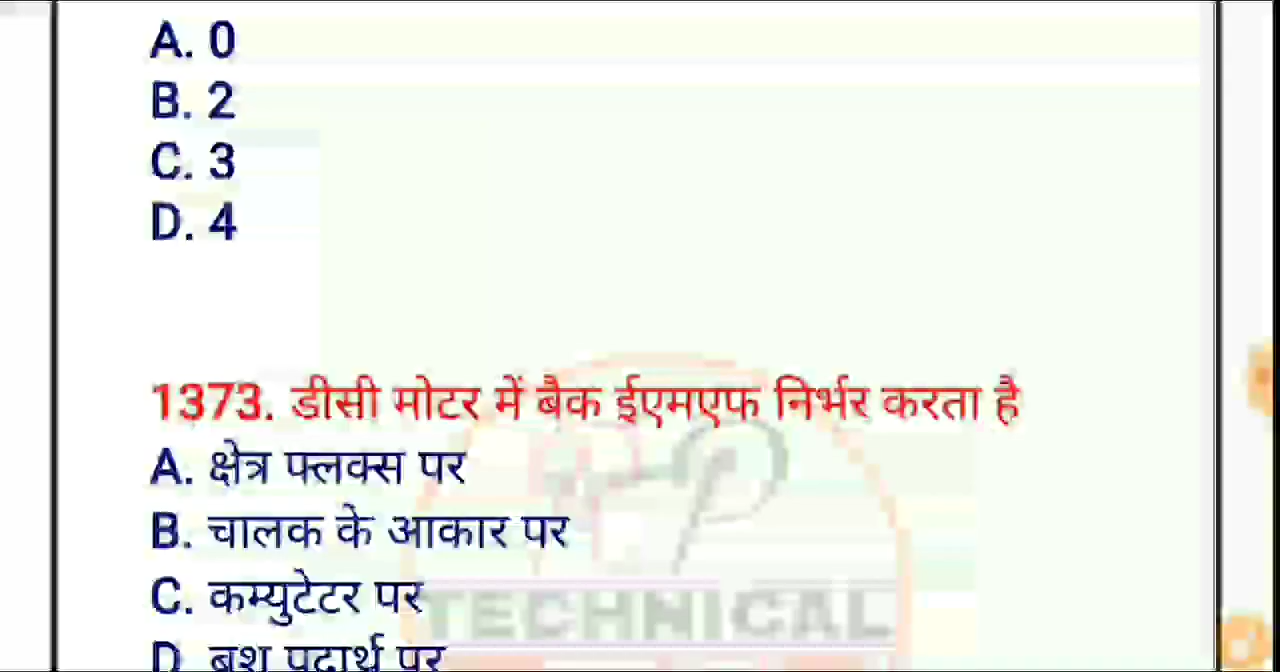 A. 0
B. 2
C. 3
D. 4
1373. डीसी मोटर में बैक ईएमएफ निर्भर करता है
A. क्षेत्र फ्लक्स पर
B. चालक के आकार पर
C. कम्युटेटर पर
TECHNICAL
D. ब्रश पदार्थ पर